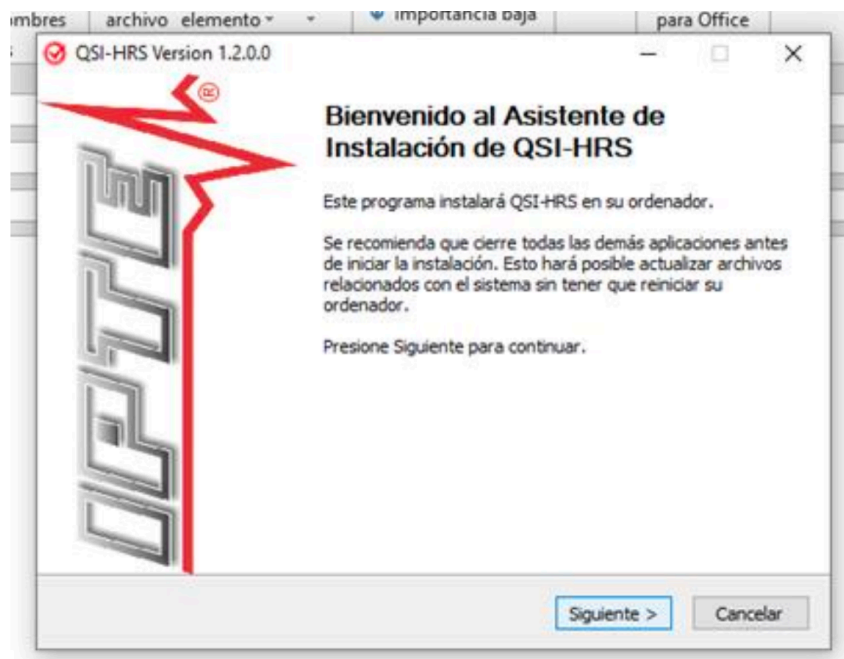 mbres archivo elemento Importancia baja para Office
QSI-HRS Version 1.2.0.0
®
Bienvenido al Asistente de
Instalación de QSI-HRS
Este programa instalará QSI-HRS en su ordenador.
Se recomienda que cierre todas las demás aplicaciones antes
de iniciar la instalación. Esto hará posible actualizar archivos
relacionados con el sistema sin tener que reiniciar su
ordenador.
Presione Siguiente para continuar.
Siguiente > Cancelar